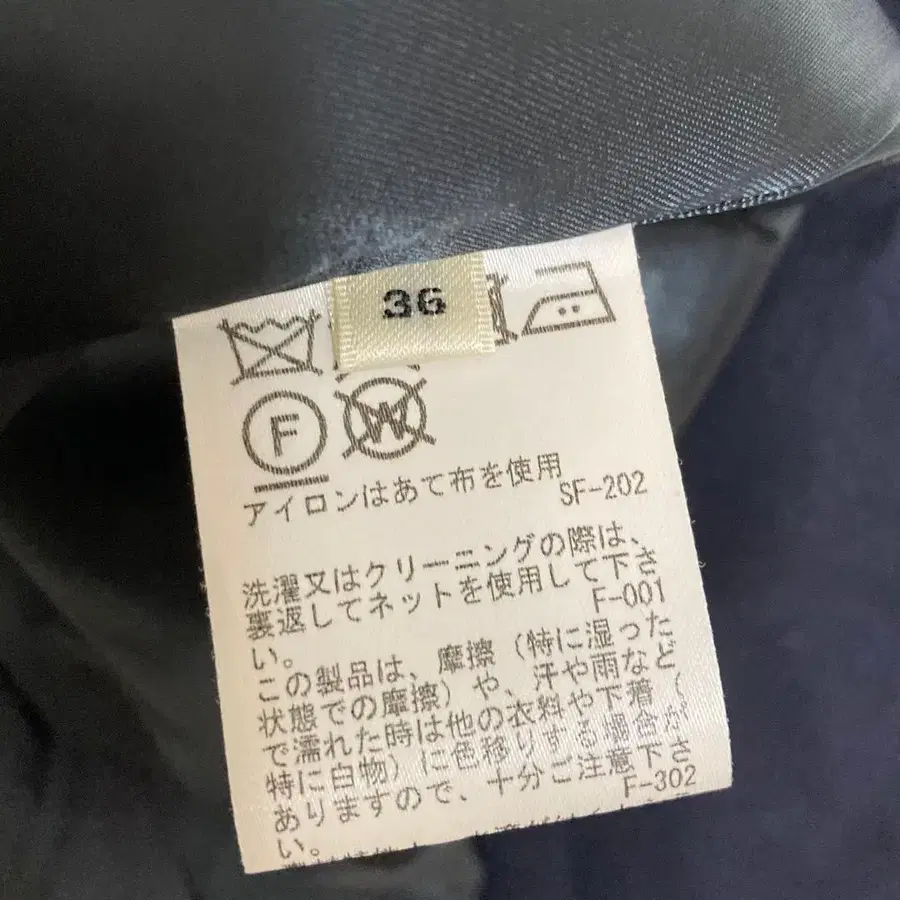 36
F
W
アイロンはあて布を使用
SF-202
洗濯又はクリーニングの際は、
裏返してネットを使用して下さ
い。
F-001
この製品は、摩擦（特に湿った
状態での摩擦）や、汗や雨など
で濡れた時は他の衣料や下着（
特に白物）に色移りする場合が
ありますので、十分ご注意下さ
い。
F-302